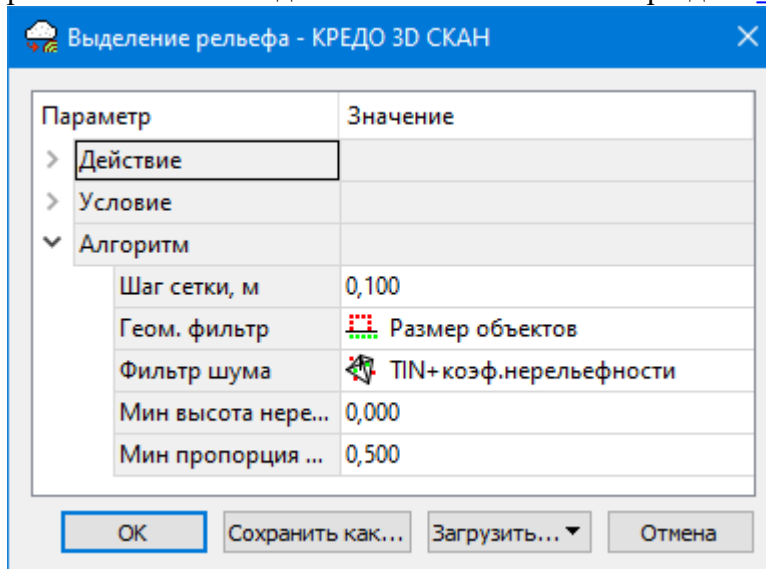 Выделение рельефа - КРЕДО 3D СКАН
Параметр Значение
Действие
Условие
Алгоритм
Шаг сетки, м 0,100
Геом. фильтр Размер объектов
Фильтр шума TIN+коэф.нерельефности
Мин высота нере... 0,000
Мин пропорция ... 0,500
ОК Сохранить как... Загрузить... Отмена